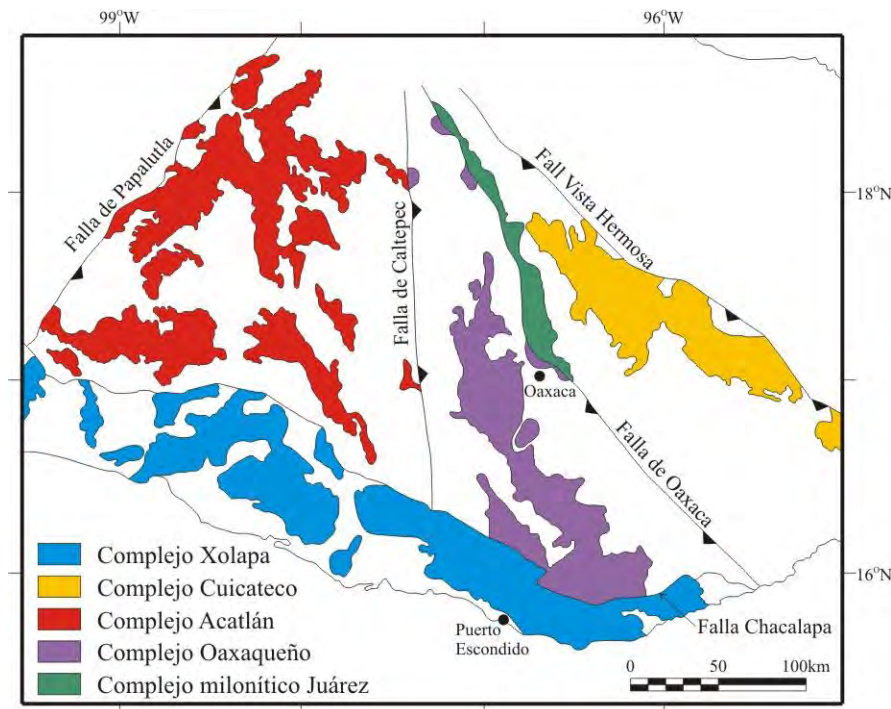 99°W
96°W
Falla de Papalutla
Fall Vista Hermosa
18°N
Falla de Caltepec
Oaxaca
Falla de Oaxaca
Complejo Xolapa
Complejo Cuicateco
Complejo Acatlán
Complejo Oaxaqueño
Complejo milonítico Juárez
16°N
Falla Chacalapa
Puerto
Escondido
0 50 100km